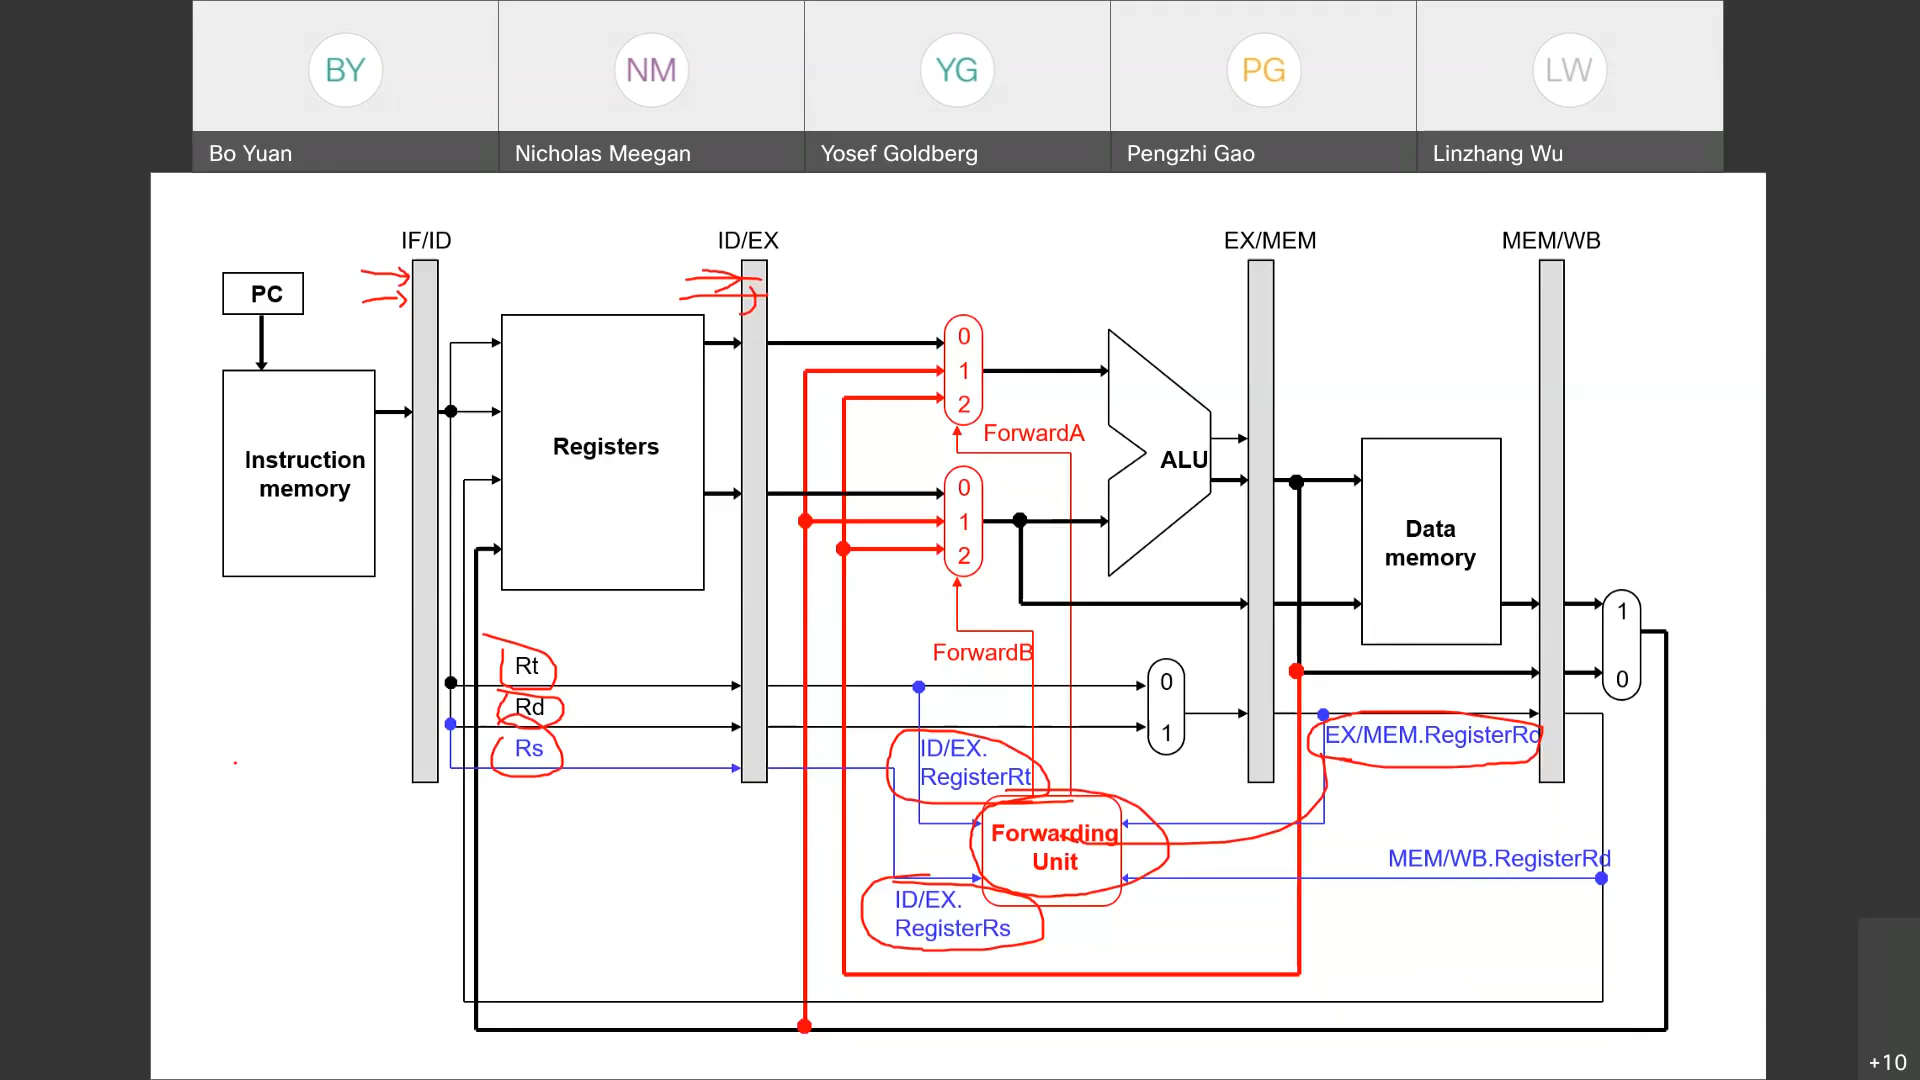 BY
NM
YG
PG
LW
Bo Yuan
Nicholas Meegan
Yosef Goldberg
Pengzhi Gao
Linzhang Wu
IF/ID
ID/EX
EX/MEM
MEM/WB
PC
Instruction
memory
Registers
0
1
2
ForwardA
0
1
2
ForwardB
ALU
Data
memory
1
0
Rt
Rd
Rs
0
1
ID/EX.
RegisterRt
EX/MEM.RegisterRd
Forwarding
Unit
MEM/WB.RegisterRd
ID/EX.
RegisterRs
+10